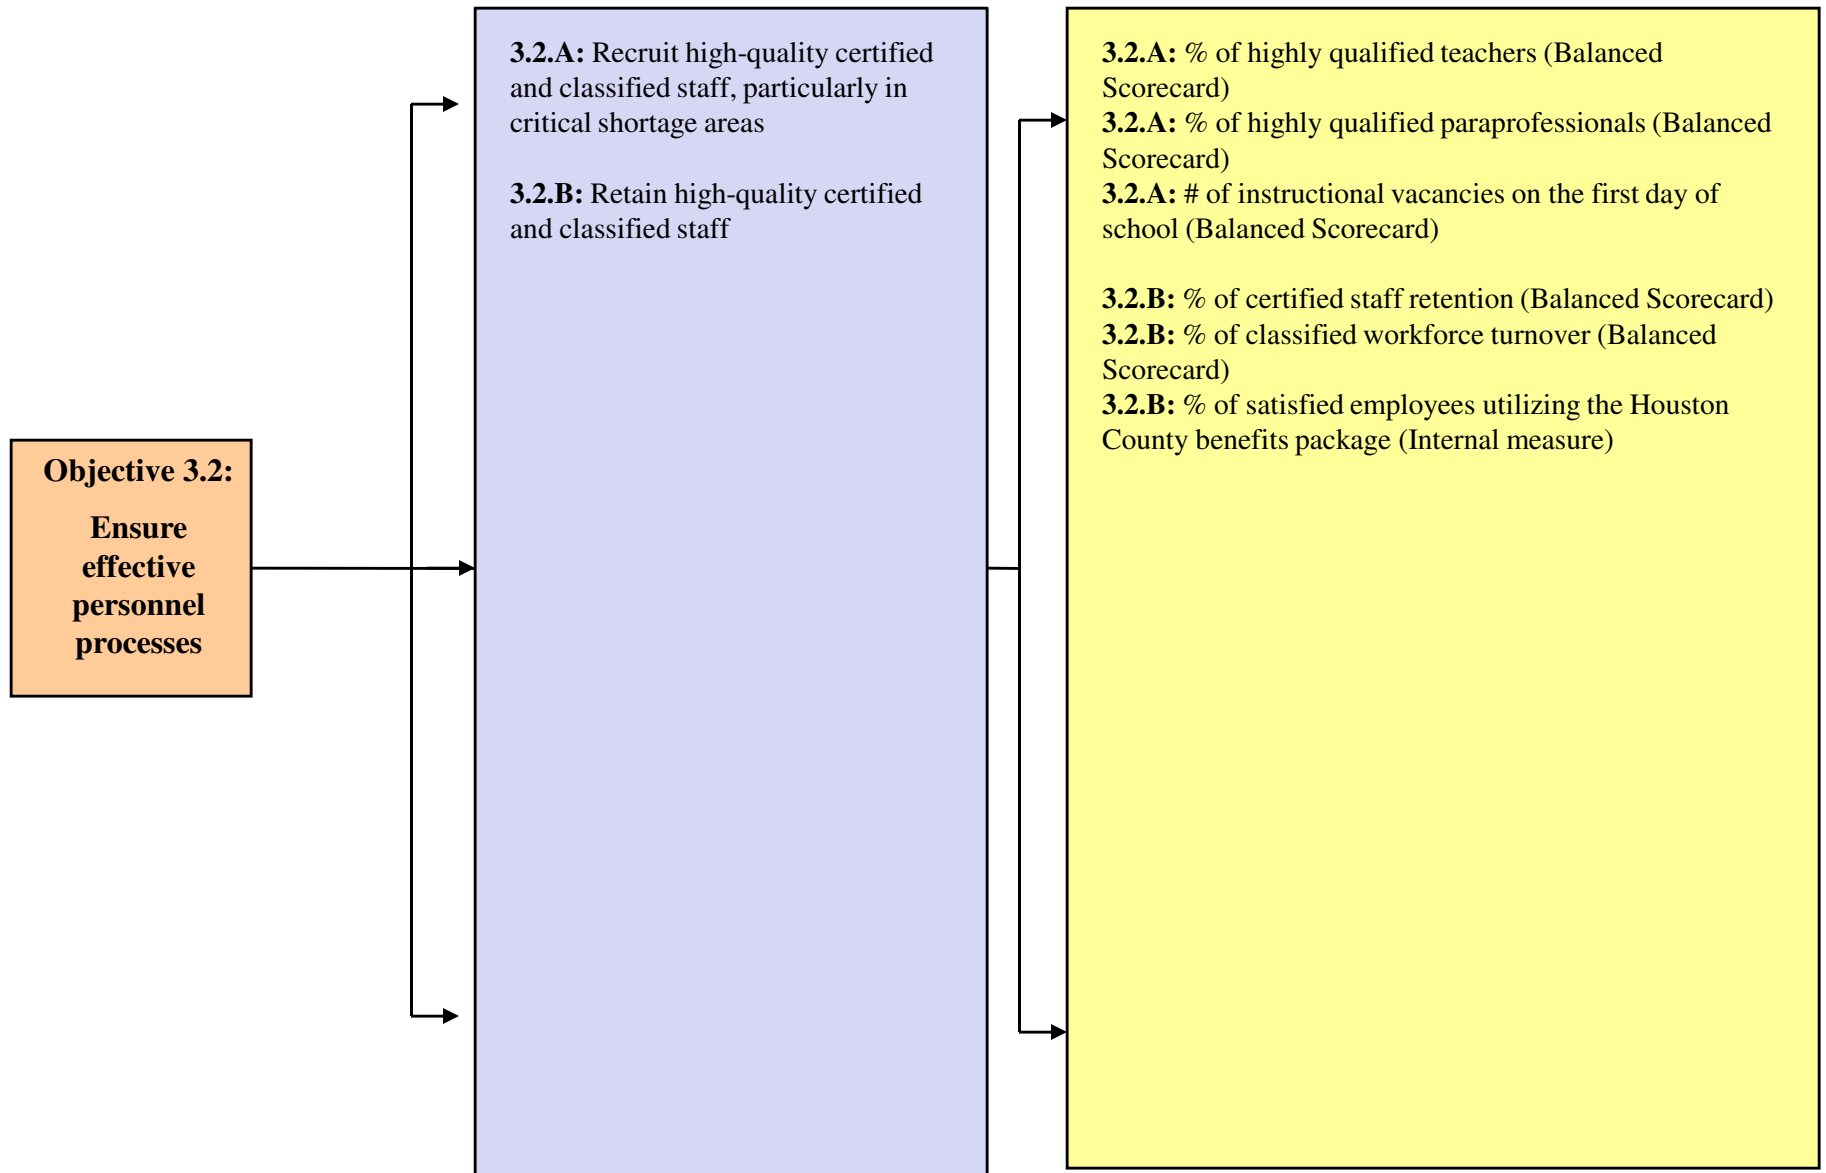 Objective 3.2:
Ensure
effective
personnel
processes
3.2.A: Recruit high-quality certified
and classified staff, particularly in
critical shortage areas
3.2.B: Retain high-quality certified
and classified staff
3.2.A: % of highly qualified teachers (Balanced
Scorecard)
3.2.A: % of highly qualified paraprofessionals (Balanced
Scorecard)
3.2.A: # of instructional vacancies on the first day of
school (Balanced Scorecard)
3.2.B: % of certified staff retention (Balanced Scorecard)
3.2.B: % of classified workforce turnover (Balanced
Scorecard)
3.2.B: % of satisfied employees utilizing the Houston
County benefits package (Internal measure)